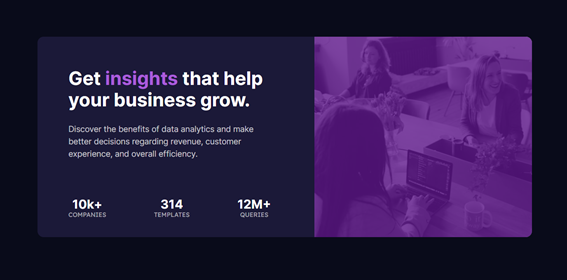 Get insights that help
your business grow.
Discover the benefits of data analytics and make
better decisions regarding revenue, customer
experience, and overall efficiency.
10k+ 314 12M+
COMPANIES TEMPLATES QUERIES